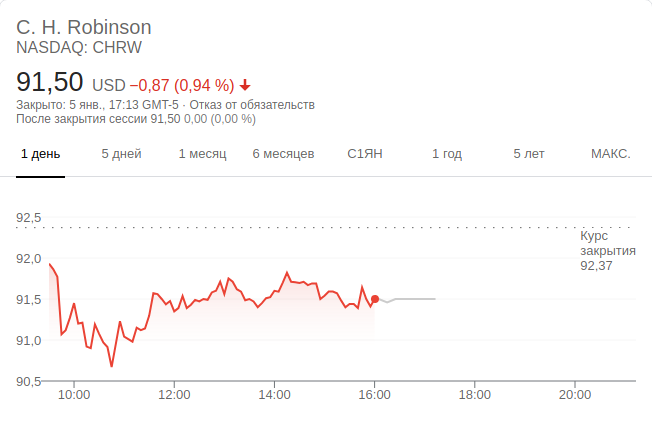 C. H. Robinson
NASDAQ: CHRW
91,50 USD −0,87 (0,94 %)
Закрыто: 5 янв., 17:13 GMT-5 · Отказ от обязательств
После закрытия сессии 91,50 0,00 (0,00 %)
1 день 5 дней 1 месяц 6 месяцев С1ЯН 1 год 5 лет МАКС.
92,5
Курс
закрытия
92,37
92,0
91,5
91,0
90,5
10:00 12:00 14:00 16:00 18:00 20:00